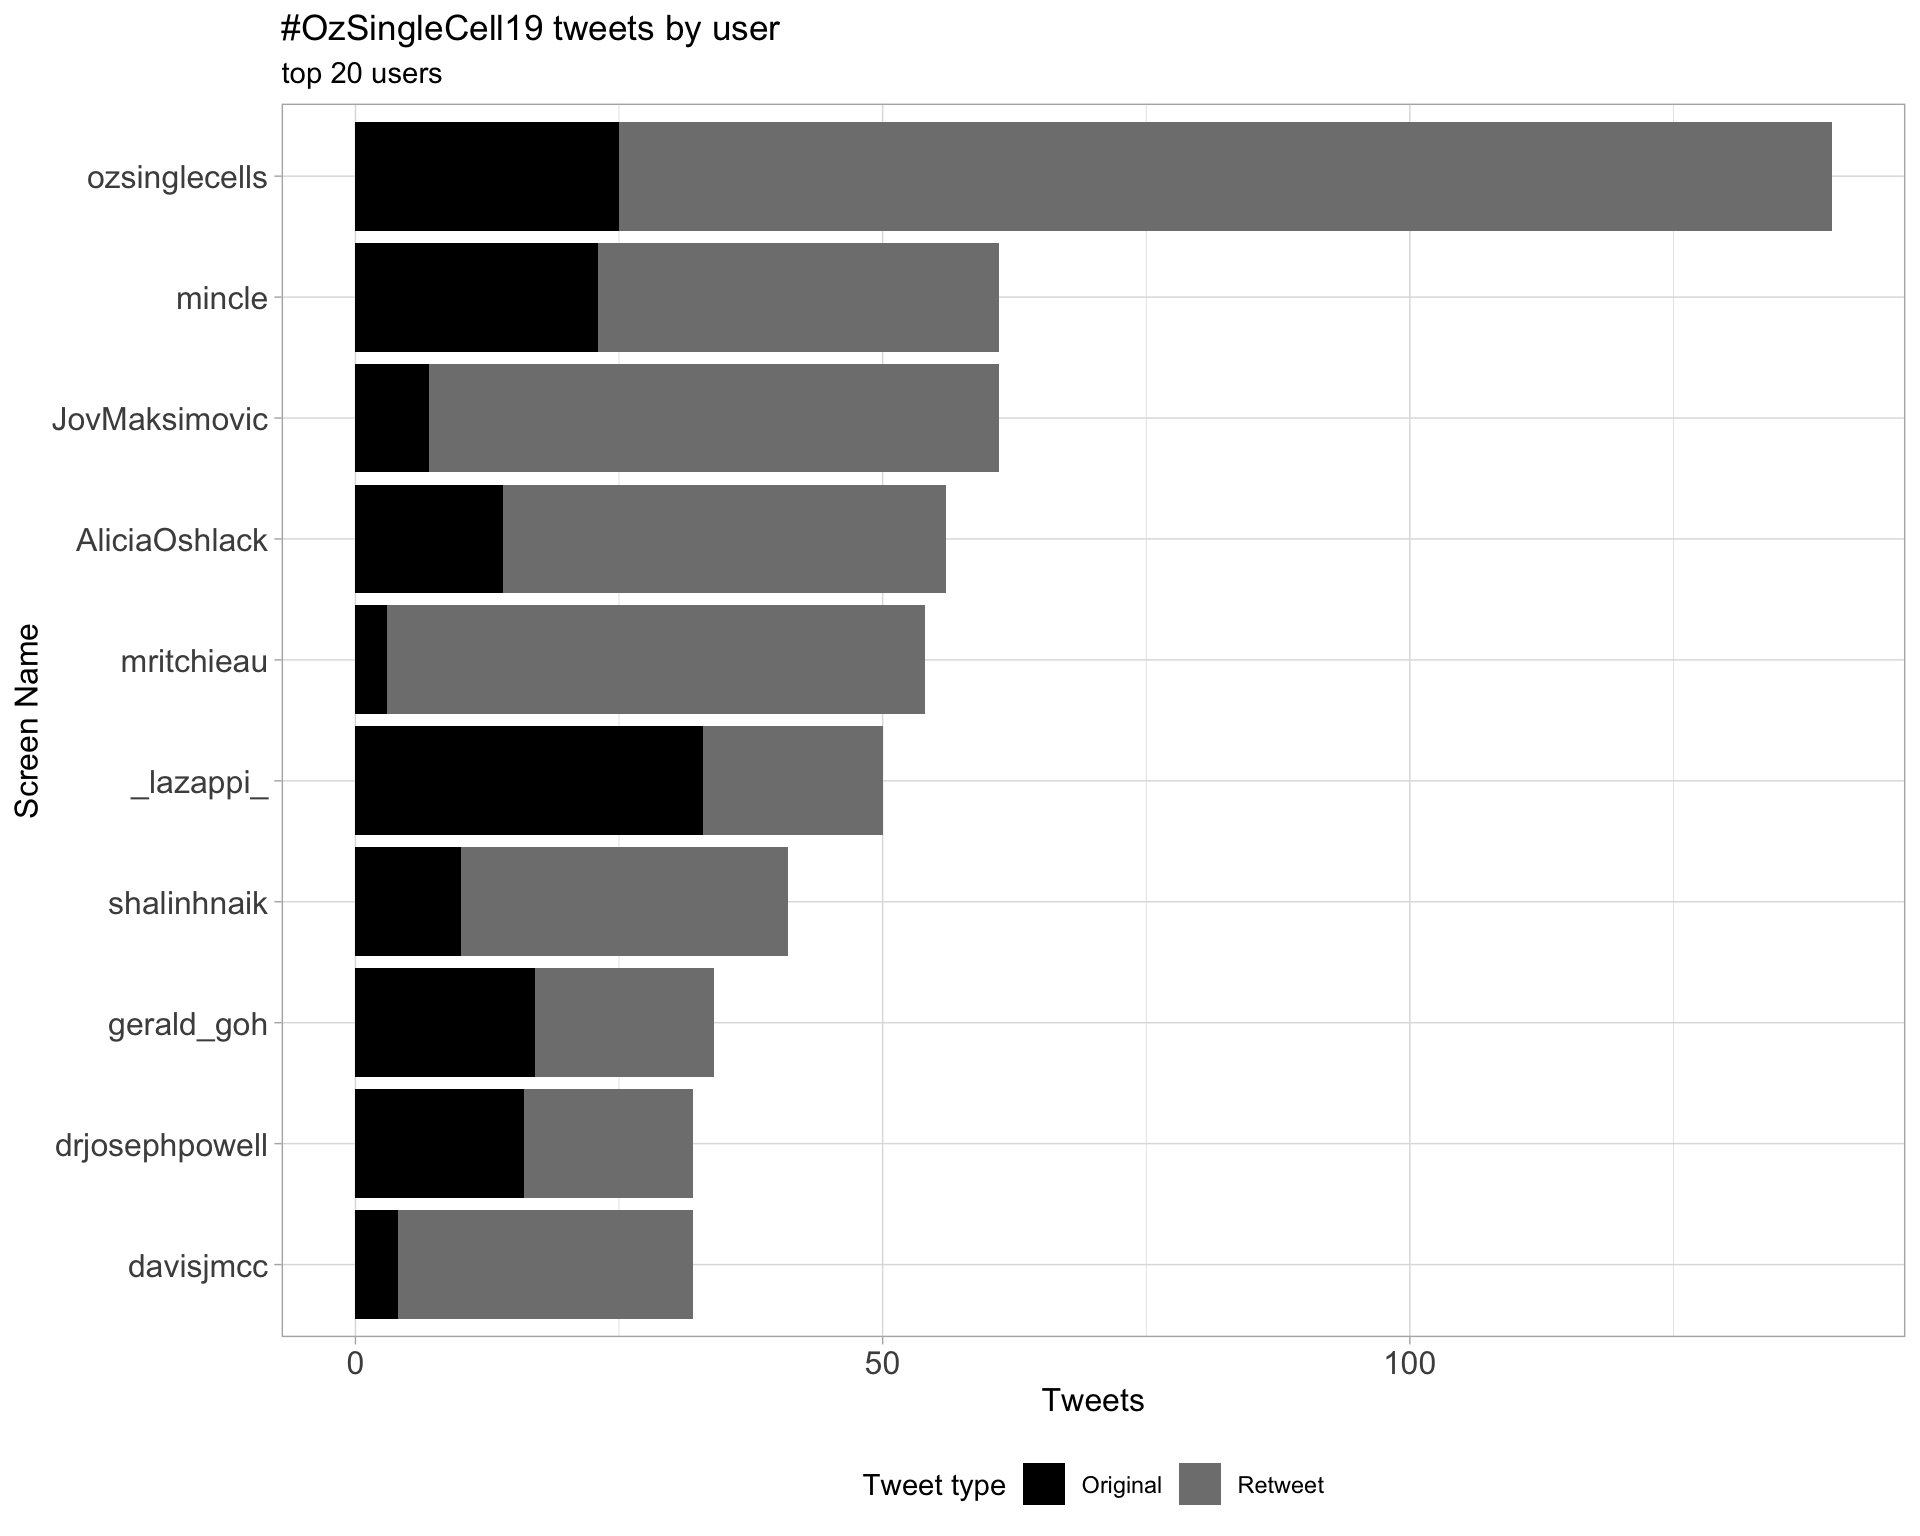 #OzSingleCell19 tweets by user
top 20 users
Screen Name
ozsinglecells
mincle
JovMaksimovic
AliciaOshlack
mritchieau
_lazappi_
shalinhnaik
gerald_goh
drjosephpowell
davisjmcc
0 50 100
Tweets
Tweet type Original Retweet